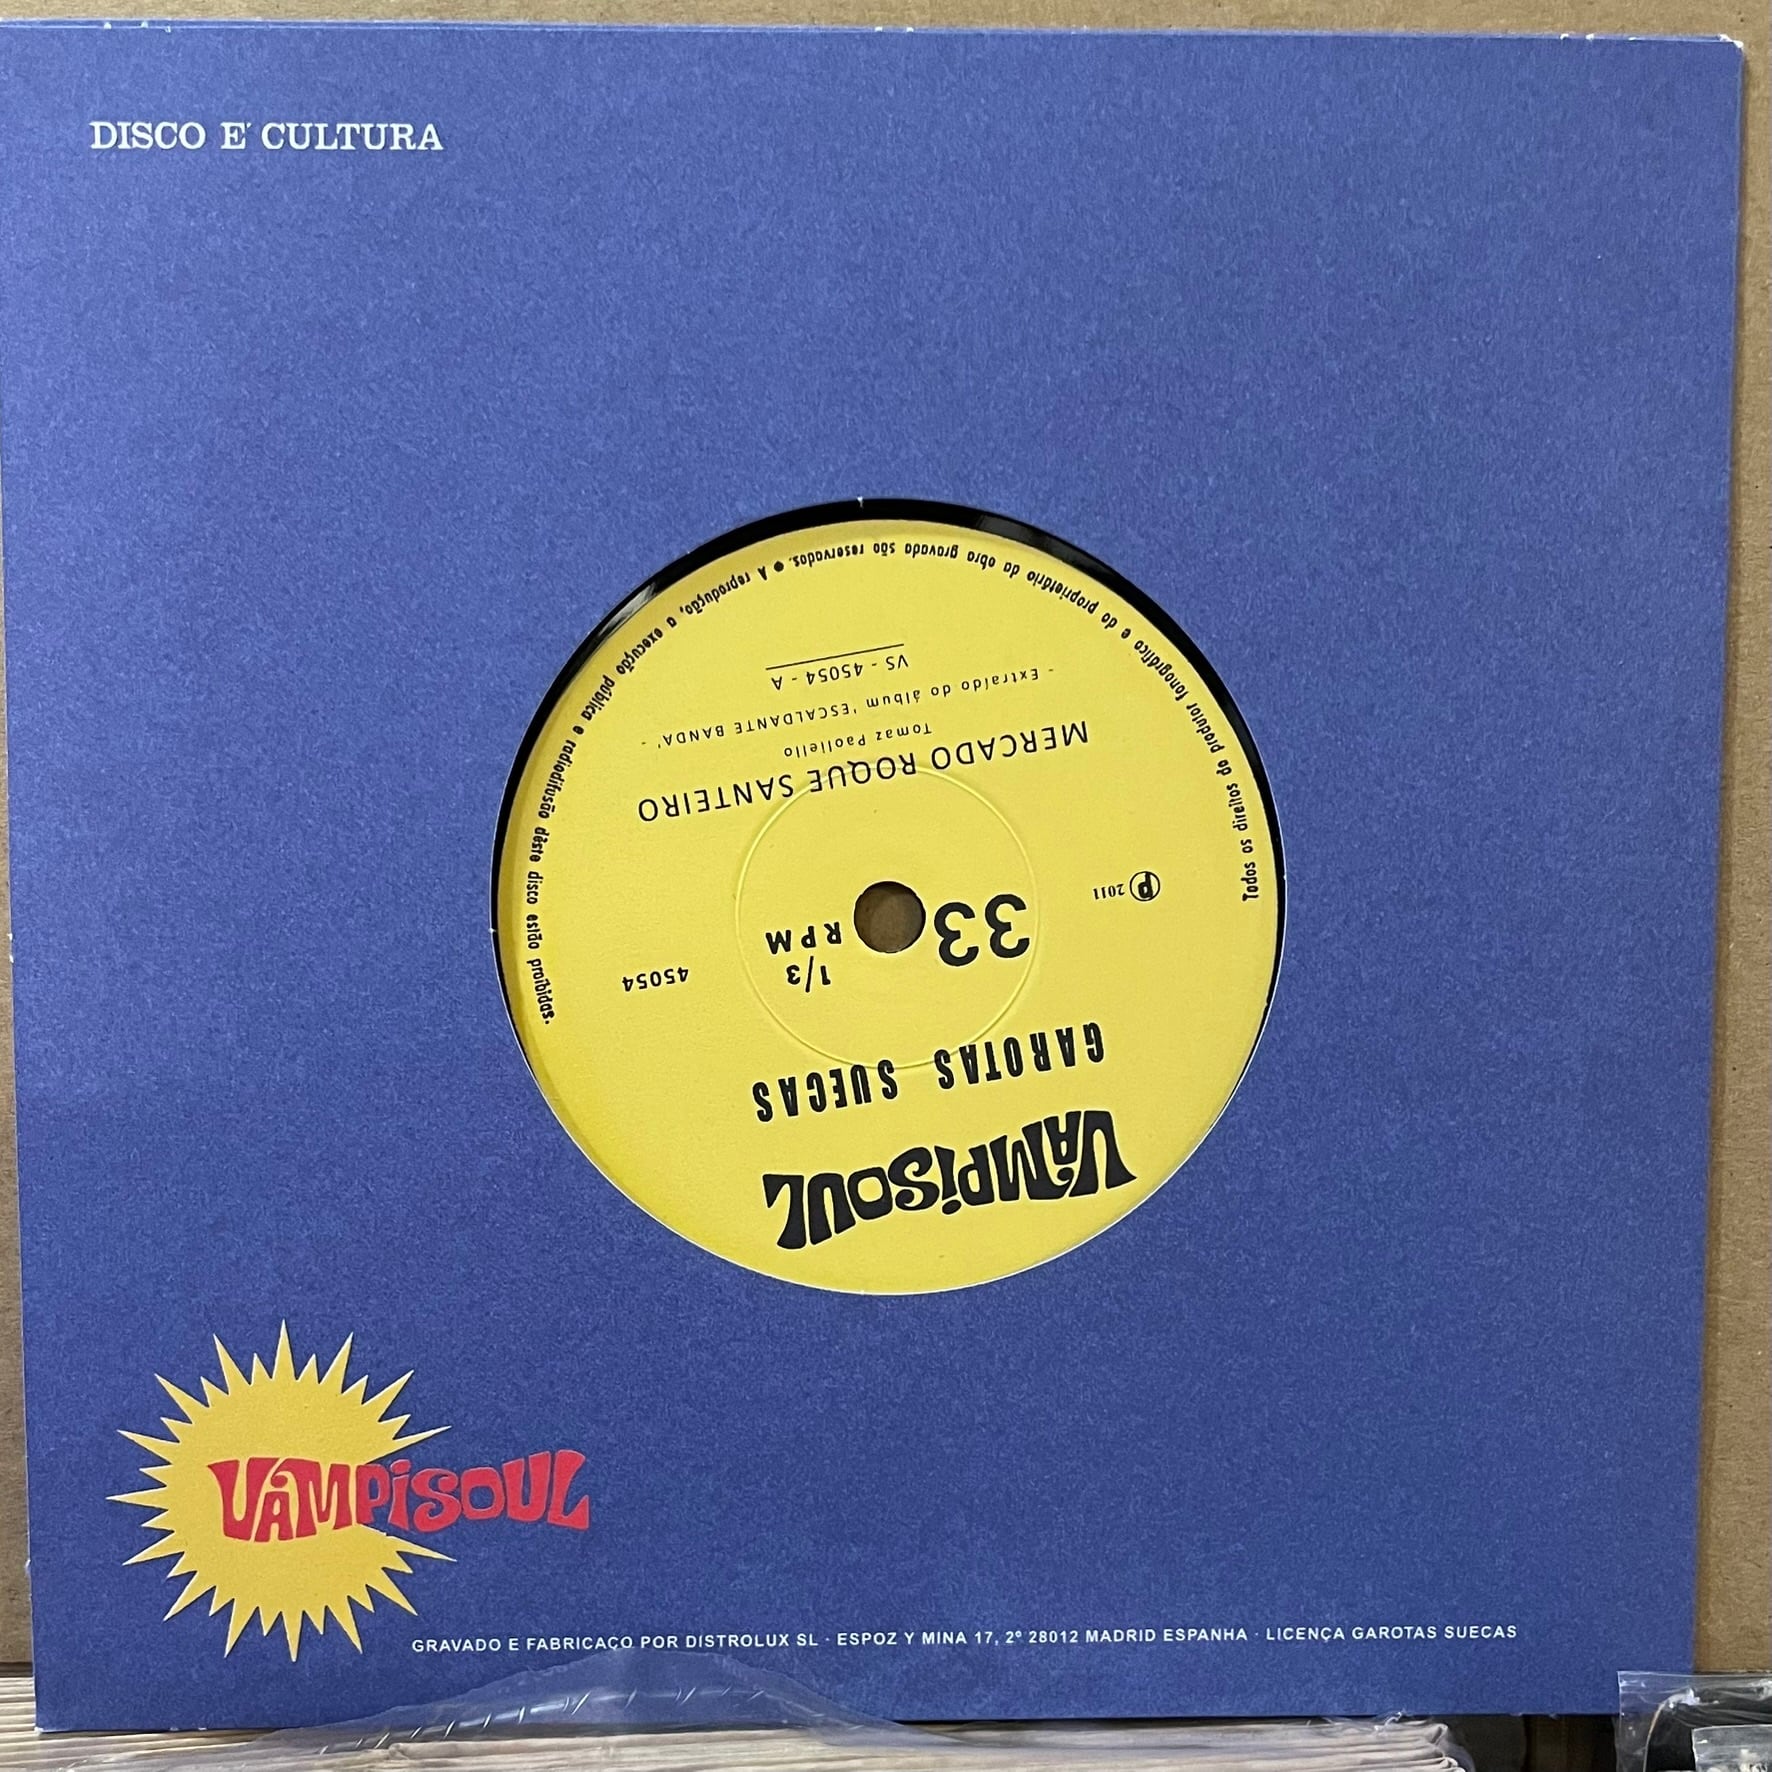 DISCO E' CULTURA
VAMPISOUL
GAROTAS SUECAS
33
1/3
RPM
45054
Ⓟ 2011
MERCADO ROQUE SANTEIRO
Tomaz Paoliello
- Extraído do álbum 'ESCALDANTE BANDA' -
VS - 45054 - A
Todos os direitos do produtor fonográfico e do proprietário da obra gravada são reservados. ● A reprodução, a execução pública e radiodifusão dêste disco estão proibidas.
VAMPISOUL
GRAVADO E FABRICAÇO POR DISTROLUX SL · ESPOZ Y MINA 17, 2º 28012 MADRID ESPANHA · LICENÇA GAROTAS SUECAS